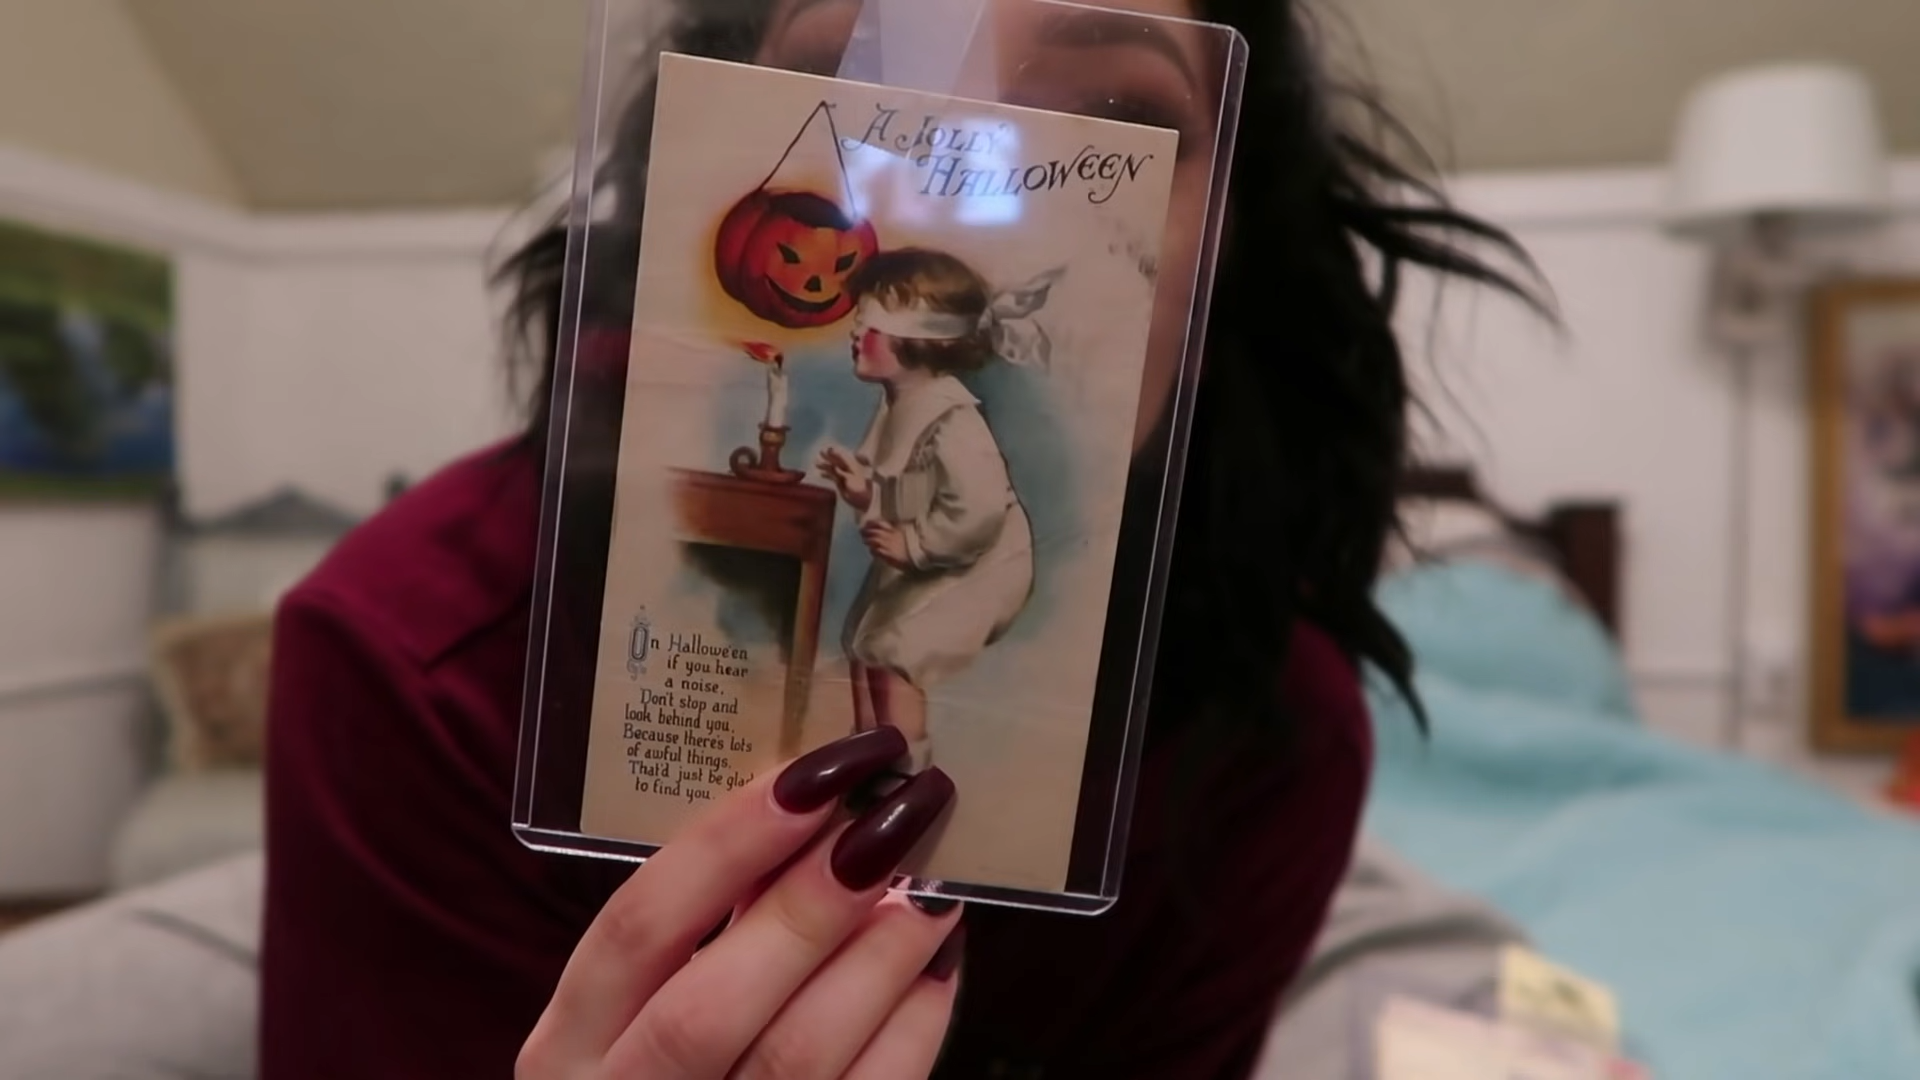 A JOLLY
HALLOWEEN
On Hallowe'en
if you hear
a noise,
Don't stop and
look behind you,
Because there's lots
of awful things,
That'd just be glad
to find you.